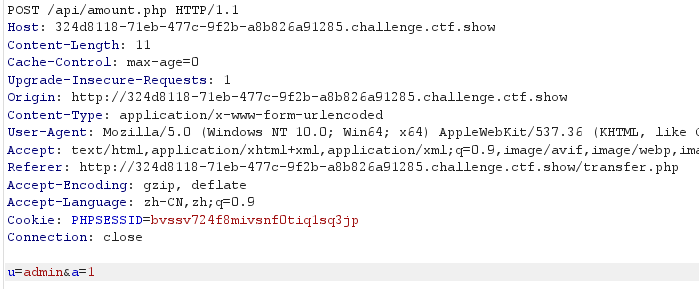 POST /api/amount.php HTTP/1.1
Host: 324d8118-71eb-477c-9f2b-a8b826a91285.challenge.ctf.show
Content-Length: 11
Cache-Control: max-age=0
Upgrade-Insecure-Requests: 1
Origin: http://324d8118-71eb-477c-9f2b-a8b826a91285.challenge.ctf.show
Content-Type: application/x-www-form-urlencoded
User-Agent: Mozilla/5.0 (Windows NT 10.0; Win64; x64) AppleWebKit/537.36 (KHTML, like
Accept: text/html,application/xhtml+xml,application/xml;q=0.9,image/avif,image/webp,ima
Referer: http://324d8118-71eb-477c-9f2b-a8b826a91285.challenge.ctf.show/transfer.php
Accept-Encoding: gzip, deflate
Accept-Language: zh-CN,zh;q=0.9
Cookie: PHPSESSID=bvssv724f8mivsnf0tiq1sq3jp
Connection: close
u=admin&a=1